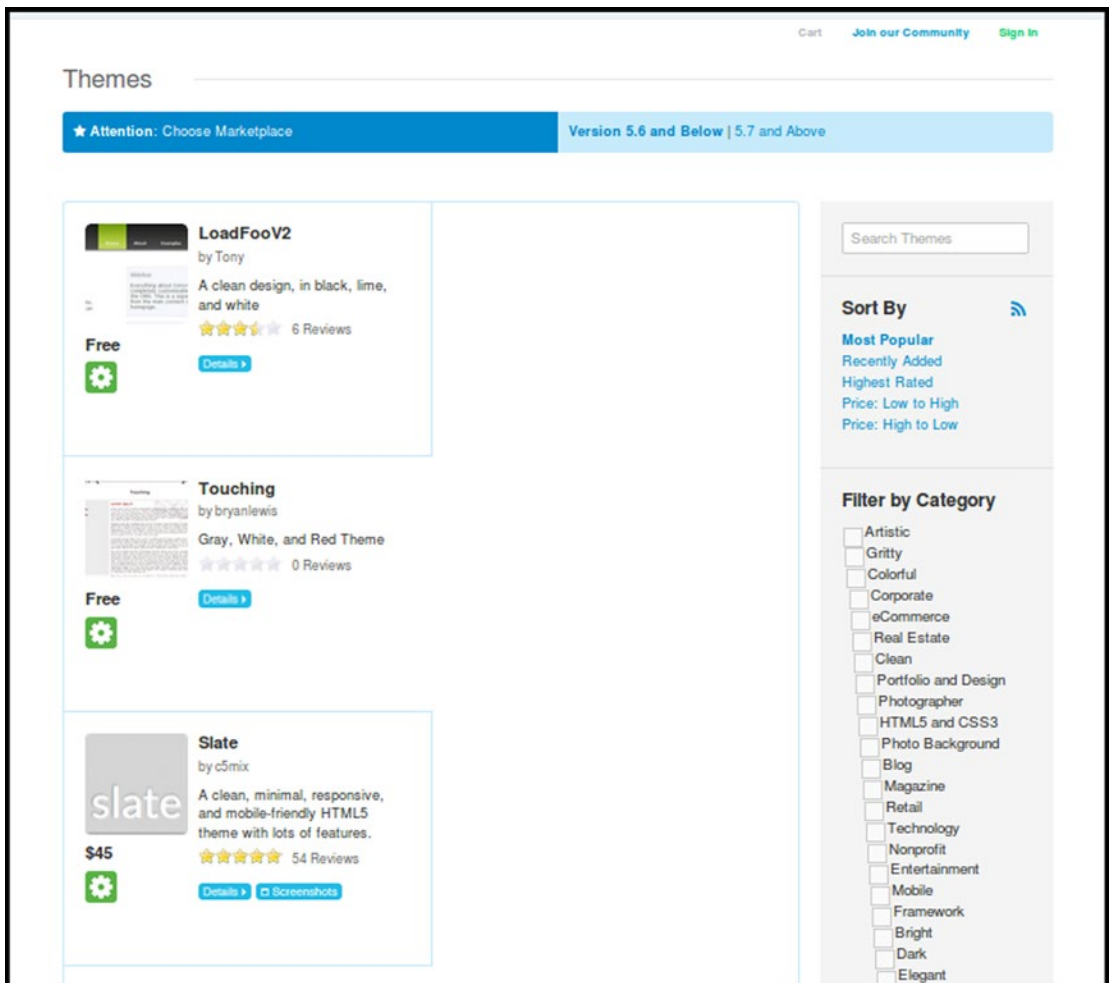 Cart Join our Community Sign In
Themes
Attention: Choose Marketplace
Version 5.6 and Below | 5.7 and Above
LoadFooV2
by Tony
A clean design, in black, lime,
and white
6 Reviews
Free
Details
Touching
by bryanlewis
Gray, White, and Red Theme
0 Reviews
Free
Details
slate
Slate
by c5mix
A clean, minimal, responsive,
and mobile-friendly HTML5
theme with lots of features.
$45
54 Reviews
Details Screenshots
Search Themes
Sort By
Most Popular
Recently Added
Highest Rated
Price: Low to High
Price: High to Low
Filter by Category
Artistic
Gritty
Colorful
Corporate
eCommerce
Real Estate
Clean
Portfolio and Design
Photographer
HTML5 and CSS3
Photo Background
Blog
Magazine
Retail
Technology
Nonprofit
Entertainment
Mobile
Framework
Bright
Dark
Elegant